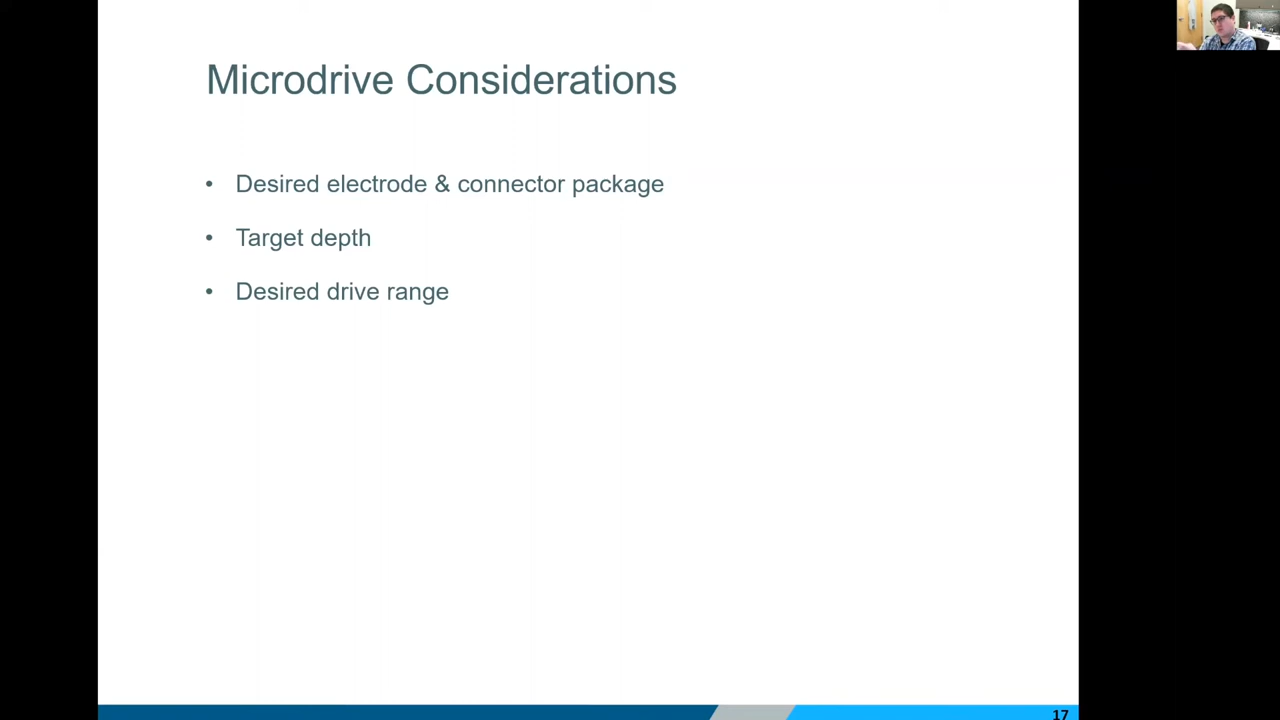 Microdrive Considerations
• Desired electrode & connector package
• Target depth
• Desired drive range
17